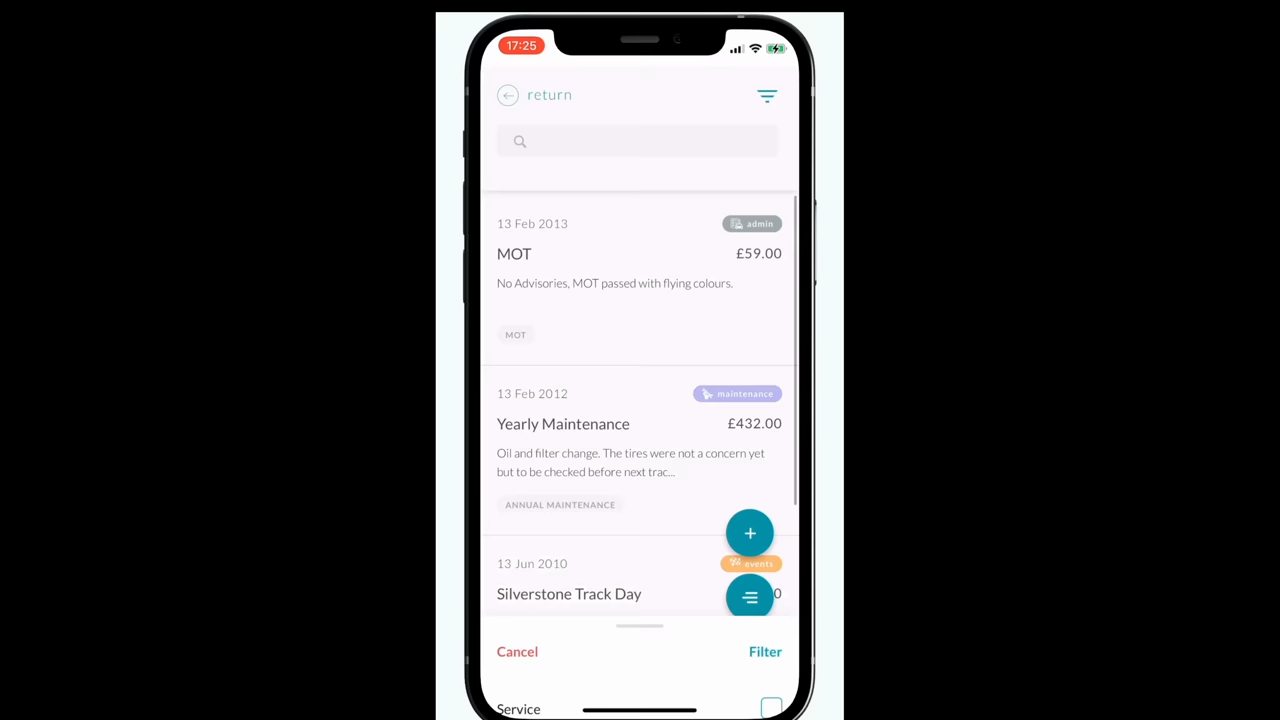 17:25
return
13 Feb 2013
admin
MOT
£59.00
No Advisories, MOT passed with flying colours.
MOT
13 Feb 2012
maintenance
Yearly Maintenance
£432.00
Oil and filter change. The tires were not a concern yet
but to be checked before next trac...
ANNUAL MAINTENANCE
+
13 Jun 2010
events
Silverstone Track Day
0
Cancel
Filter
Service